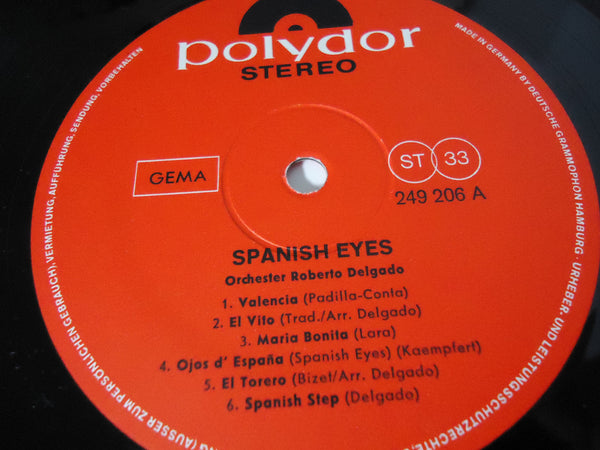 polydor
STEREO
GEMA
ST 33
249 206 A
SPANISH EYES
Orchester Roberto Delgado
1. Valencia (Padilla-Conta)
2. El Vito (Trad./Arr. Delgado)
3. Maria Bonita (Lara)
4. Ojos d' España (Spanish Eyes) (Kaempfert)
5. El Torero (Bizet/Arr. Delgado)
6. Spanish Step (Delgado)
MADE IN GERMANY BY DEUTSCHE GRAMMOPHON HAMBURG · URHEBER- UND LEISTUNGSSCHUTZRECHTE
(AUSSER ZUM PERSÖNLICHEN GEBRAUCH), VERMIETUNG, AUFFÜHRUNG, SENDUNG, VORBEHALTEN